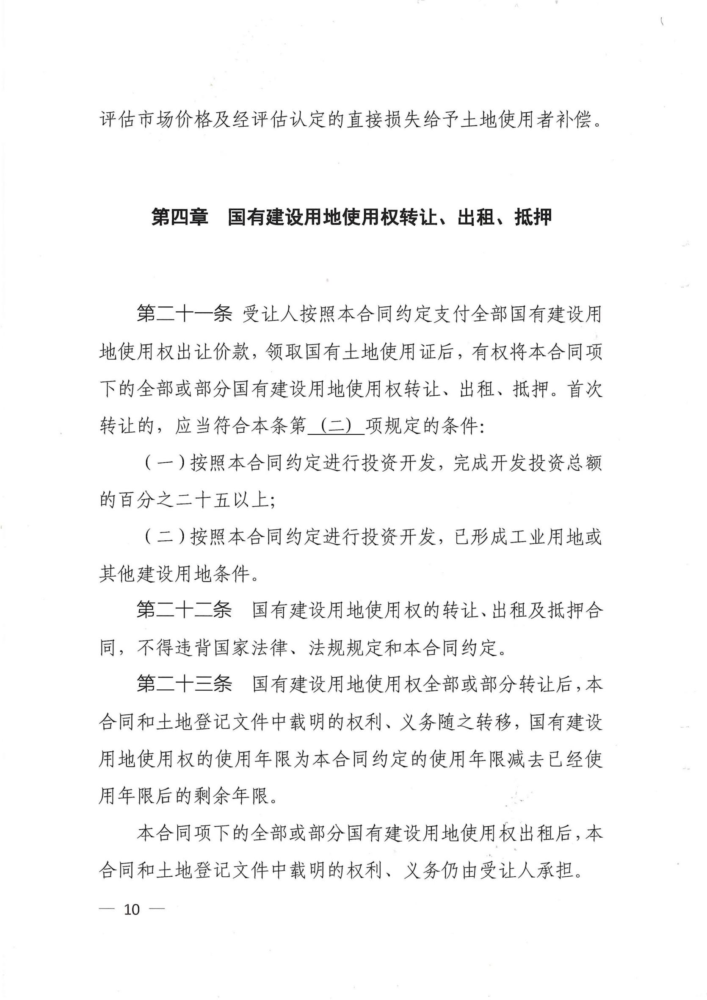 评估市场价格及经评估认定的直接损失给予土地使用者补偿。
第四章　国有建设用地使用权转让、出租、抵押
第二十一条 受让人按照本合同约定支付全部国有建设用
地使用权出让价款，领取国有土地使用证后，有权将本合同项
下的全部或部分国有建设用地使用权转让、出租、抵押。首次
转让的，应当符合本条第（二）项规定的条件：
（一）按照本合同约定进行投资开发，完成开发投资总额
的百分之二十五以上；
（二）按照本合同约定进行投资开发，已形成工业用地或
其他建设用地条件。
第二十二条　国有建设用地使用权的转让、出租及抵押合
同，不得违背国家法律、法规规定和本合同约定。
第二十三条　国有建设用地使用权全部或部分转让后，本
合同和土地登记文件中载明的权利、义务随之转移，国有建设
用地使用权的使用年限为本合同约定的使用年限减去已经使
用年限后的剩余年限。
本合同项下的全部或部分国有建设用地使用权出租后，本
合同和土地登记文件中载明的权利、义务仍由受让人承担。
— 10 —